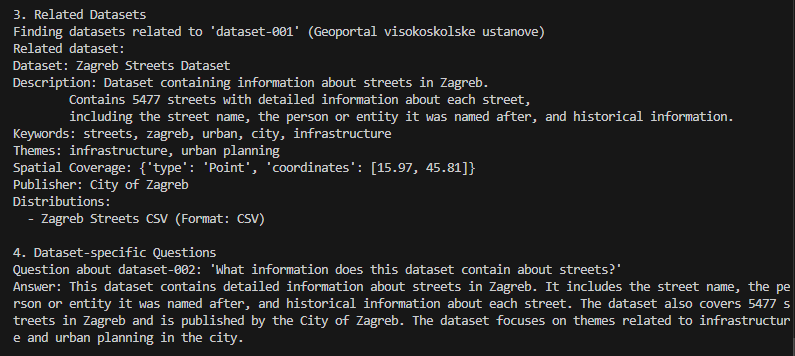 3. Related Datasets
Finding datasets related to 'dataset-001' (Geoportal visokoskolske ustanove)
Related dataset:
Dataset: Zagreb Streets Dataset
Description: Dataset containing information about streets in Zagreb.
        Contains 5477 streets with detailed information about each street,
        including the street name, the person or entity it was named after, and historical information.
Keywords: streets, zagreb, urban, city, infrastructure
Themes: infrastructure, urban planning
Spatial Coverage: {'type': 'Point', 'coordinates': [15.97, 45.81]}
Publisher: City of Zagreb
Distributions:
  - Zagreb Streets CSV (Format: CSV)

4. Dataset-specific Questions
Question about dataset-002: 'What information does this dataset contain about streets?'
Answer: This dataset contains detailed information about streets in Zagreb. It includes the street name, the pe
rson or entity it was named after, and historical information about each street. The dataset also covers 5477 s
treets in Zagreb and is published by the City of Zagreb. The dataset focuses on themes related to infrastructur
e and urban planning in the city.